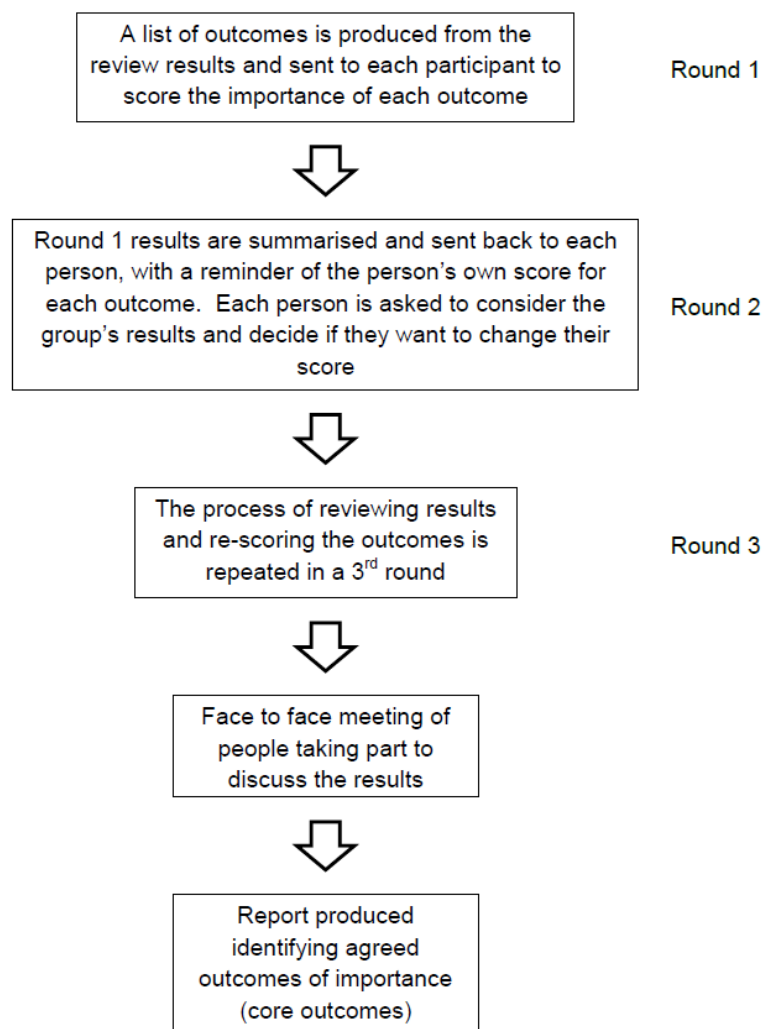 A list of outcomes is produced from the
review results and sent to each participant to
score the importance of each outcome
Round 1
Round 1 results are summarised and sent back to each
person, with a reminder of the person's own score for
each outcome.  Each person is asked to consider the
group's results and decide if they want to change their
score
Round 2
The process of reviewing results
and re-scoring the outcomes is
repeated in a 3rd round
Round 3
Face to face meeting of
people taking part to
discuss the results
Report produced
identifying agreed
outcomes of importance
(core outcomes)